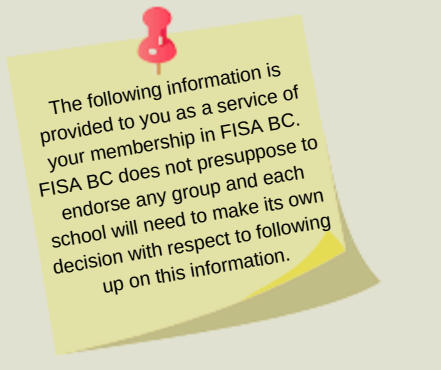 The following information is
provided to you as a service of
your membership in FISA BC.
FISA BC does not presuppose to
endorse any group and each
school will need to make its own
decision with respect to following
up on this information.